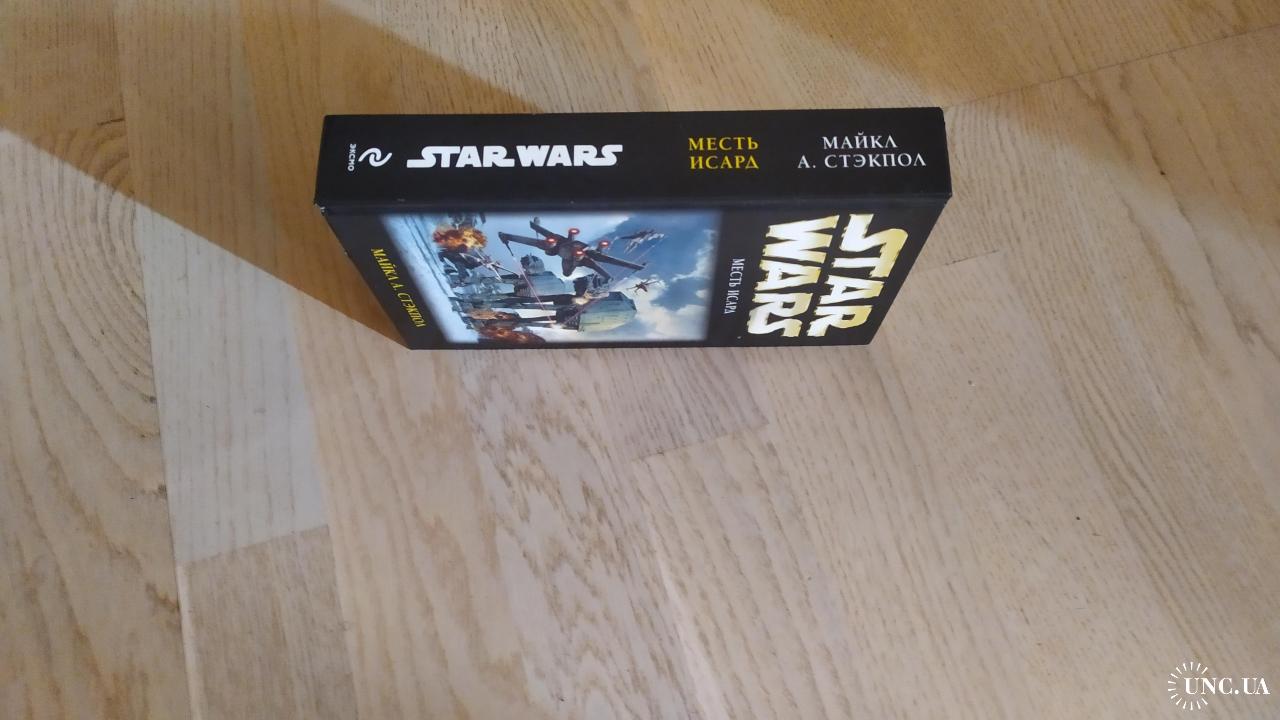 ЭКСМО
STAR WARS
МЕСТЬ
ИСАРД
МАЙКЛ
А. СТЭКПОЛ
STAR
WARS
МЕСТЬ ИСАРД
МАЙКЛ А. СТЭКПОЛ
UNC.UA